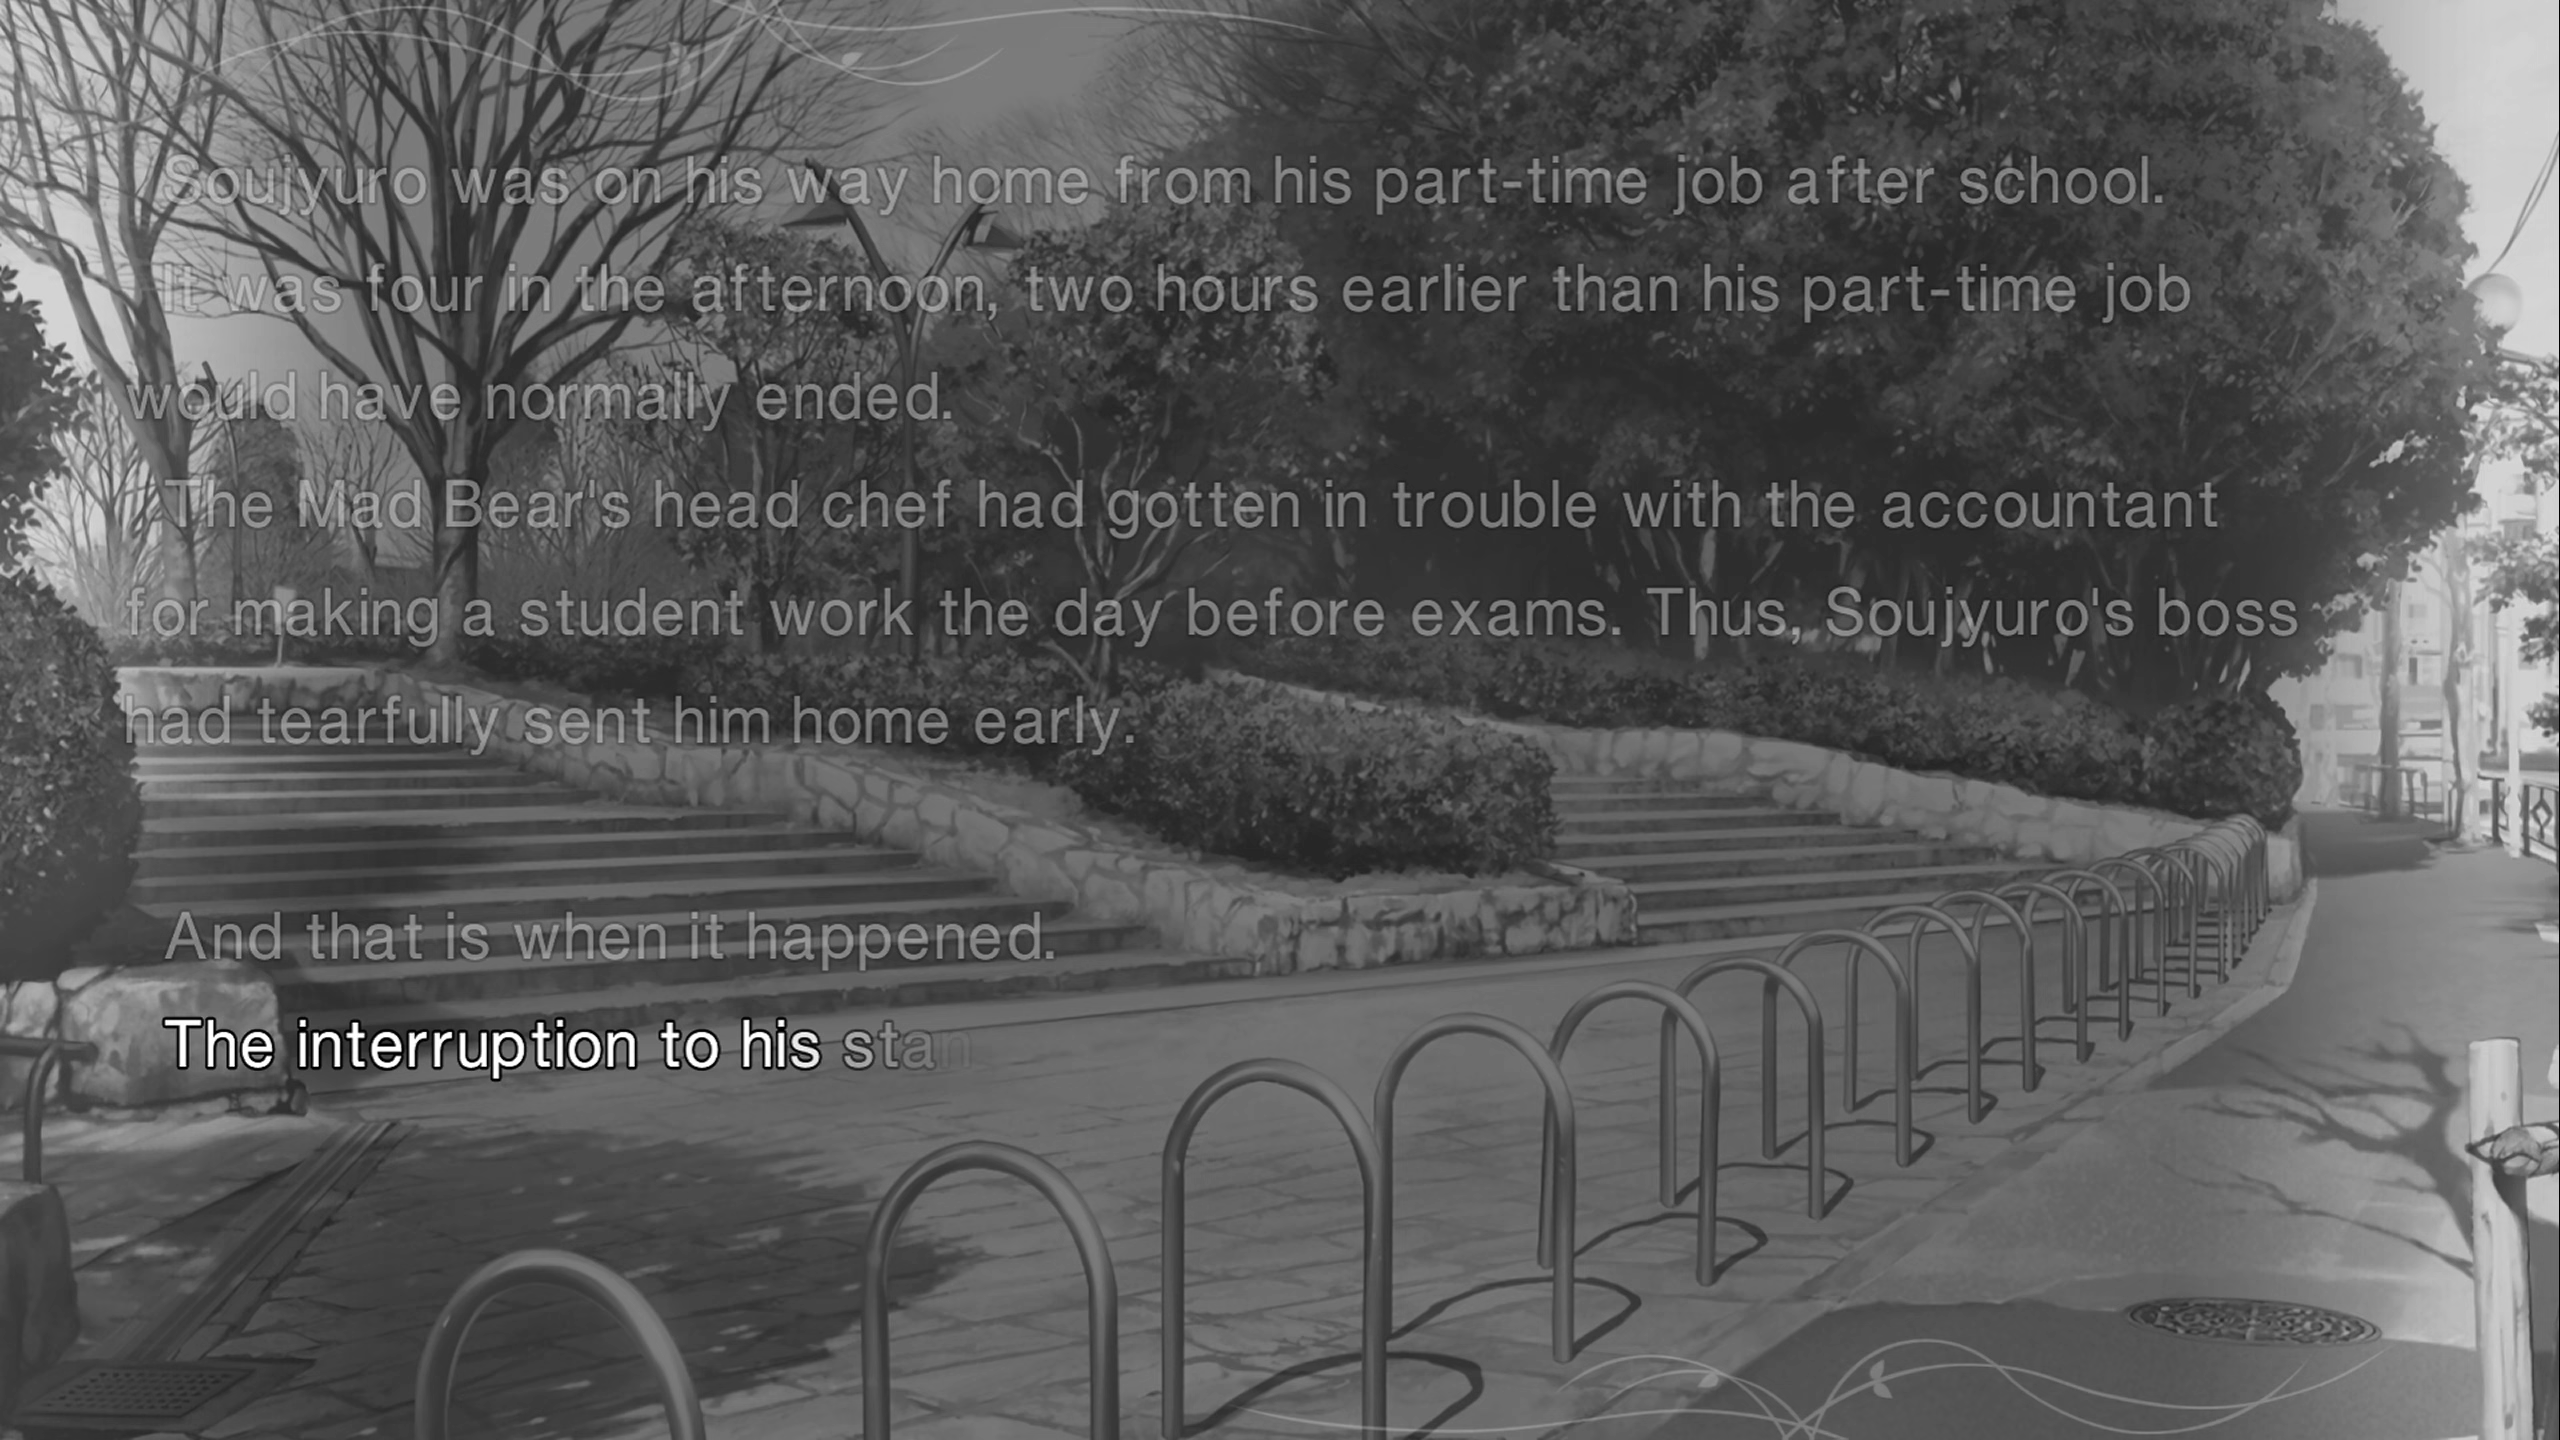 Soujyuro was on his way home from his part-time job after school.
It was four in the afternoon, two hours earlier than his part-time job
would have normally ended.
The Mad Bear's head chef had gotten in trouble with the accountant
for making a student work the day before exams. Thus, Soujyuro's boss
had tearfully sent him home early.
And that is when it happened.
The interruption to his stan